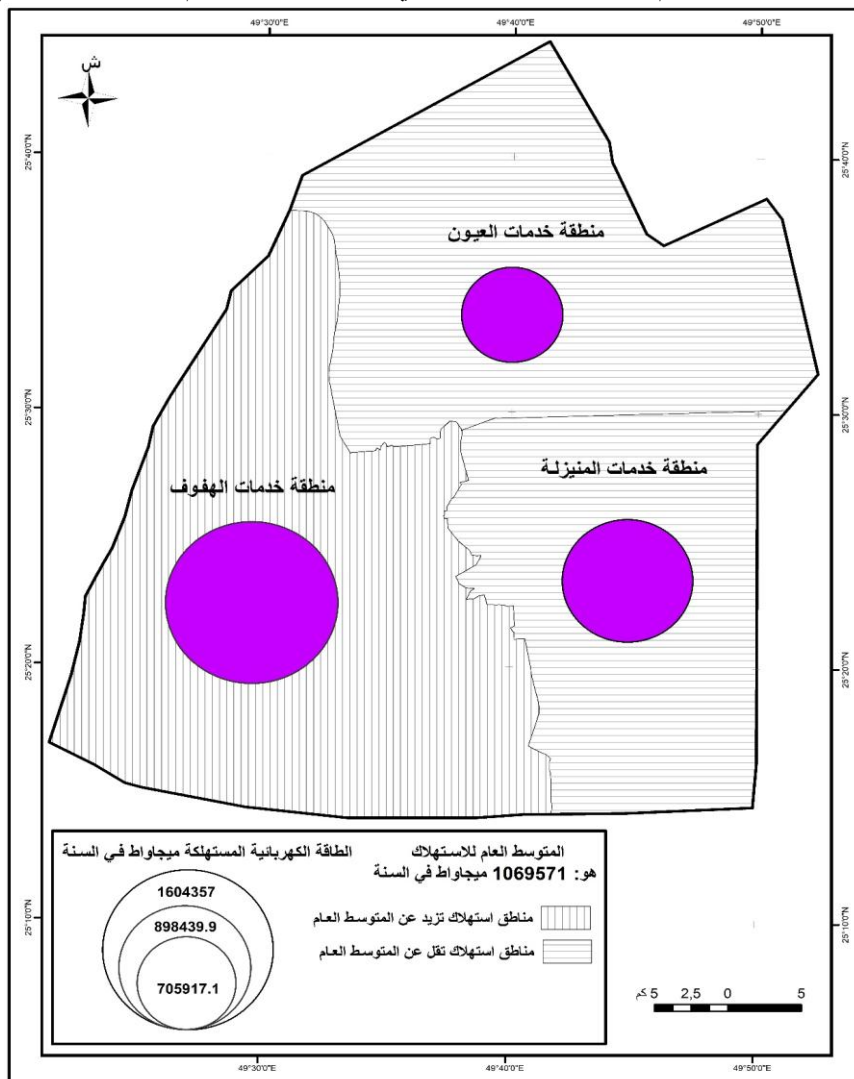 49°30'0"E
49°40'0"E
49°50'0"E
ش
25°40'0"N
25°40'0"N
منطقة خدمات العيون
25°30'0"N
25°30'0"N
منطقة خدمات المنيزلة
منطقة خدمات الهفوف
25°20'0"N
25°20'0"N
المتوسط العام للاستهلاك
هو: 1069571 ميجاواط في السنة
مناطق استهلاك تزيد عن المتوسط العام
مناطق استهلاك تقل عن المتوسط العام
الطاقة الكهربائية المستهلكة ميجاواط في السنة
1604357
898439.9
705917.1
25°10'0"N
25°10'0"N
5 2,5 0 5 كم
49°30'0"E
49°40'0"E
49°50'0"E